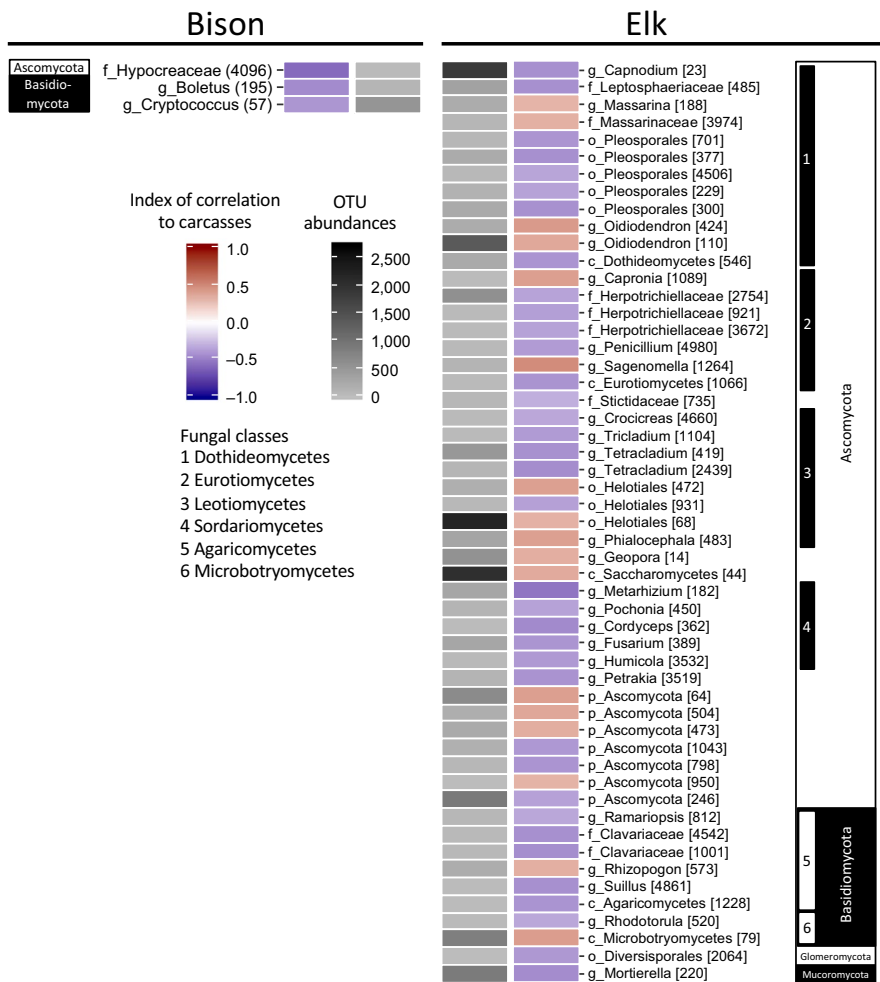 Bison
Ascomycota
Basidio-
mycota
f_Hypocreaceae (4096)
g_Boletus (195)
g_Cryptococcus (57)
Index of correlation
to carcasses
1.0
0.5
0.0
−0.5
−1.0
OTU
abundances
2,500
2,000
1,500
1,000
500
0
Fungal classes
1 Dothideomycetes
2 Eurotiomycetes
3 Leotiomycetes
4 Sordariomycetes
5 Agaricomycetes
6 Microbotryomycetes
Elk
g_Capnodium [23]
f_Leptosphaeriaceae [485]
g_Massarina [188]
f_Massarinaceae [3974]
o_Pleosporales [701]
o_Pleosporales [377]
o_Pleosporales [4506]
o_Pleosporales [229]
o_Pleosporales [300]
g_Oidiodendron [424]
g_Oidiodendron [110]
c_Dothideomycetes [546]
g_Capronia [1089]
f_Herpotrichiellaceae [2754]
f_Herpotrichiellaceae [921]
f_Herpotrichiellaceae [3672]
g_Penicillium [4980]
g_Sagenomella [1264]
c_Eurotiomycetes [1066]
f_Stictidaceae [735]
g_Crocicreas [4660]
g_Tricladium [1104]
g_Tetracladium [419]
g_Tetracladium [2439]
o_Helotiales [472]
o_Helotiales [931]
o_Helotiales [68]
g_Phialocephala [483]
g_Geopora [14]
c_Saccharomycetes [44]
g_Metarhizium [182]
g_Pochonia [450]
g_Cordyceps [362]
g_Fusarium [389]
g_Humicola [3532]
g_Petrakia [3519]
p_Ascomycota [64]
p_Ascomycota [504]
p_Ascomycota [473]
p_Ascomycota [1043]
p_Ascomycota [798]
p_Ascomycota [950]
p_Ascomycota [246]
g_Ramariopsis [812]
f_Clavariaceae [4542]
f_Clavariaceae [1001]
g_Rhizopogon [573]
g_Suillus [4861]
c_Agaricomycetes [1228]
g_Rhodotorula [520]
c_Microbotryomycetes [79]
o_Diversisporales [2064]
g_Mortierella [220]
1
2
3
4
5
6
Ascomycota
Basidiomycota
Glomeromycota
Mucoromycota